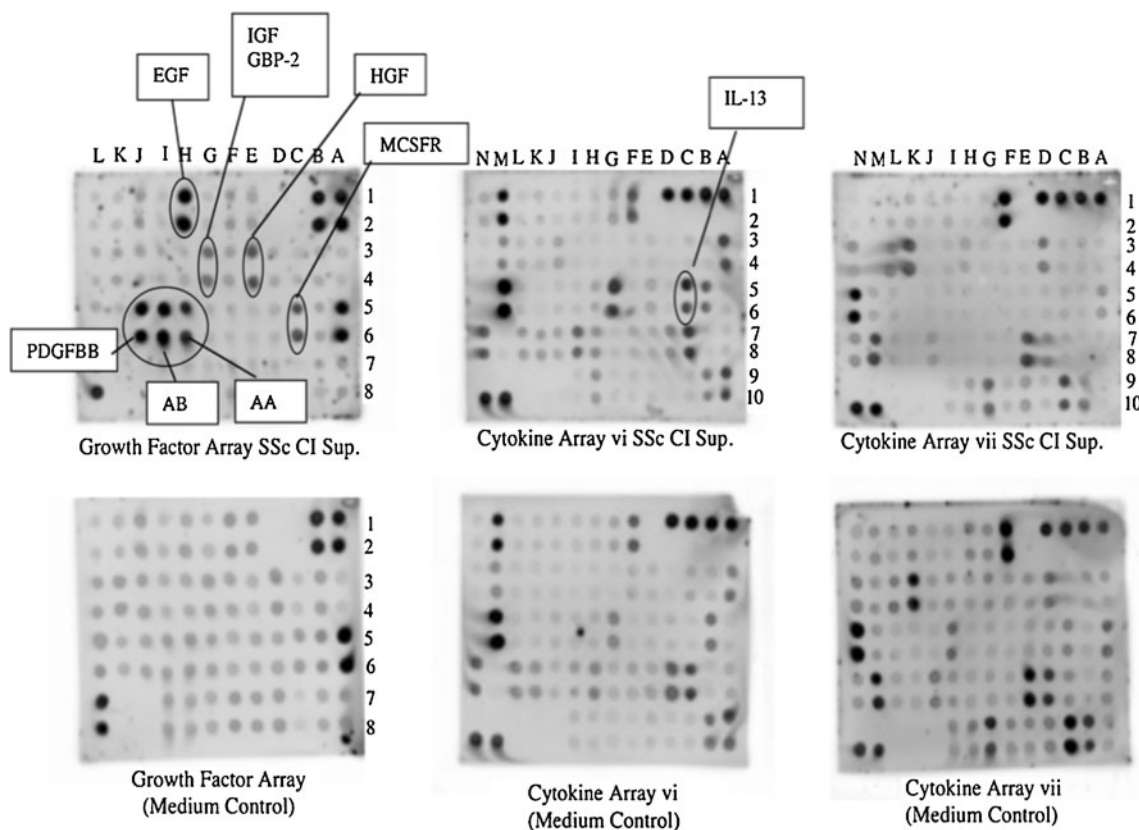 IGF
GBP-2
EGF
HGF
IL-13
MCSFR
L K J I H G F E D C B A
N M L K J I H G F E D C B A
N M L K J I H G F E D C B A
1
2
3
4
5
6
7
8
1
2
3
4
5
6
7
8
9
10
1
2
3
4
5
6
7
8
9
10
PDGFBB
AB
AA
Growth Factor Array SSc CI Sup.
Cytokine Array vi SSc CI Sup.
Cytokine Array vii SSc CI Sup.
1
2
3
4
5
6
7
8
Growth Factor Array
(Medium Control)
Cytokine Array vi
(Medium Control)
Cytokine Array vii
(Medium Control)